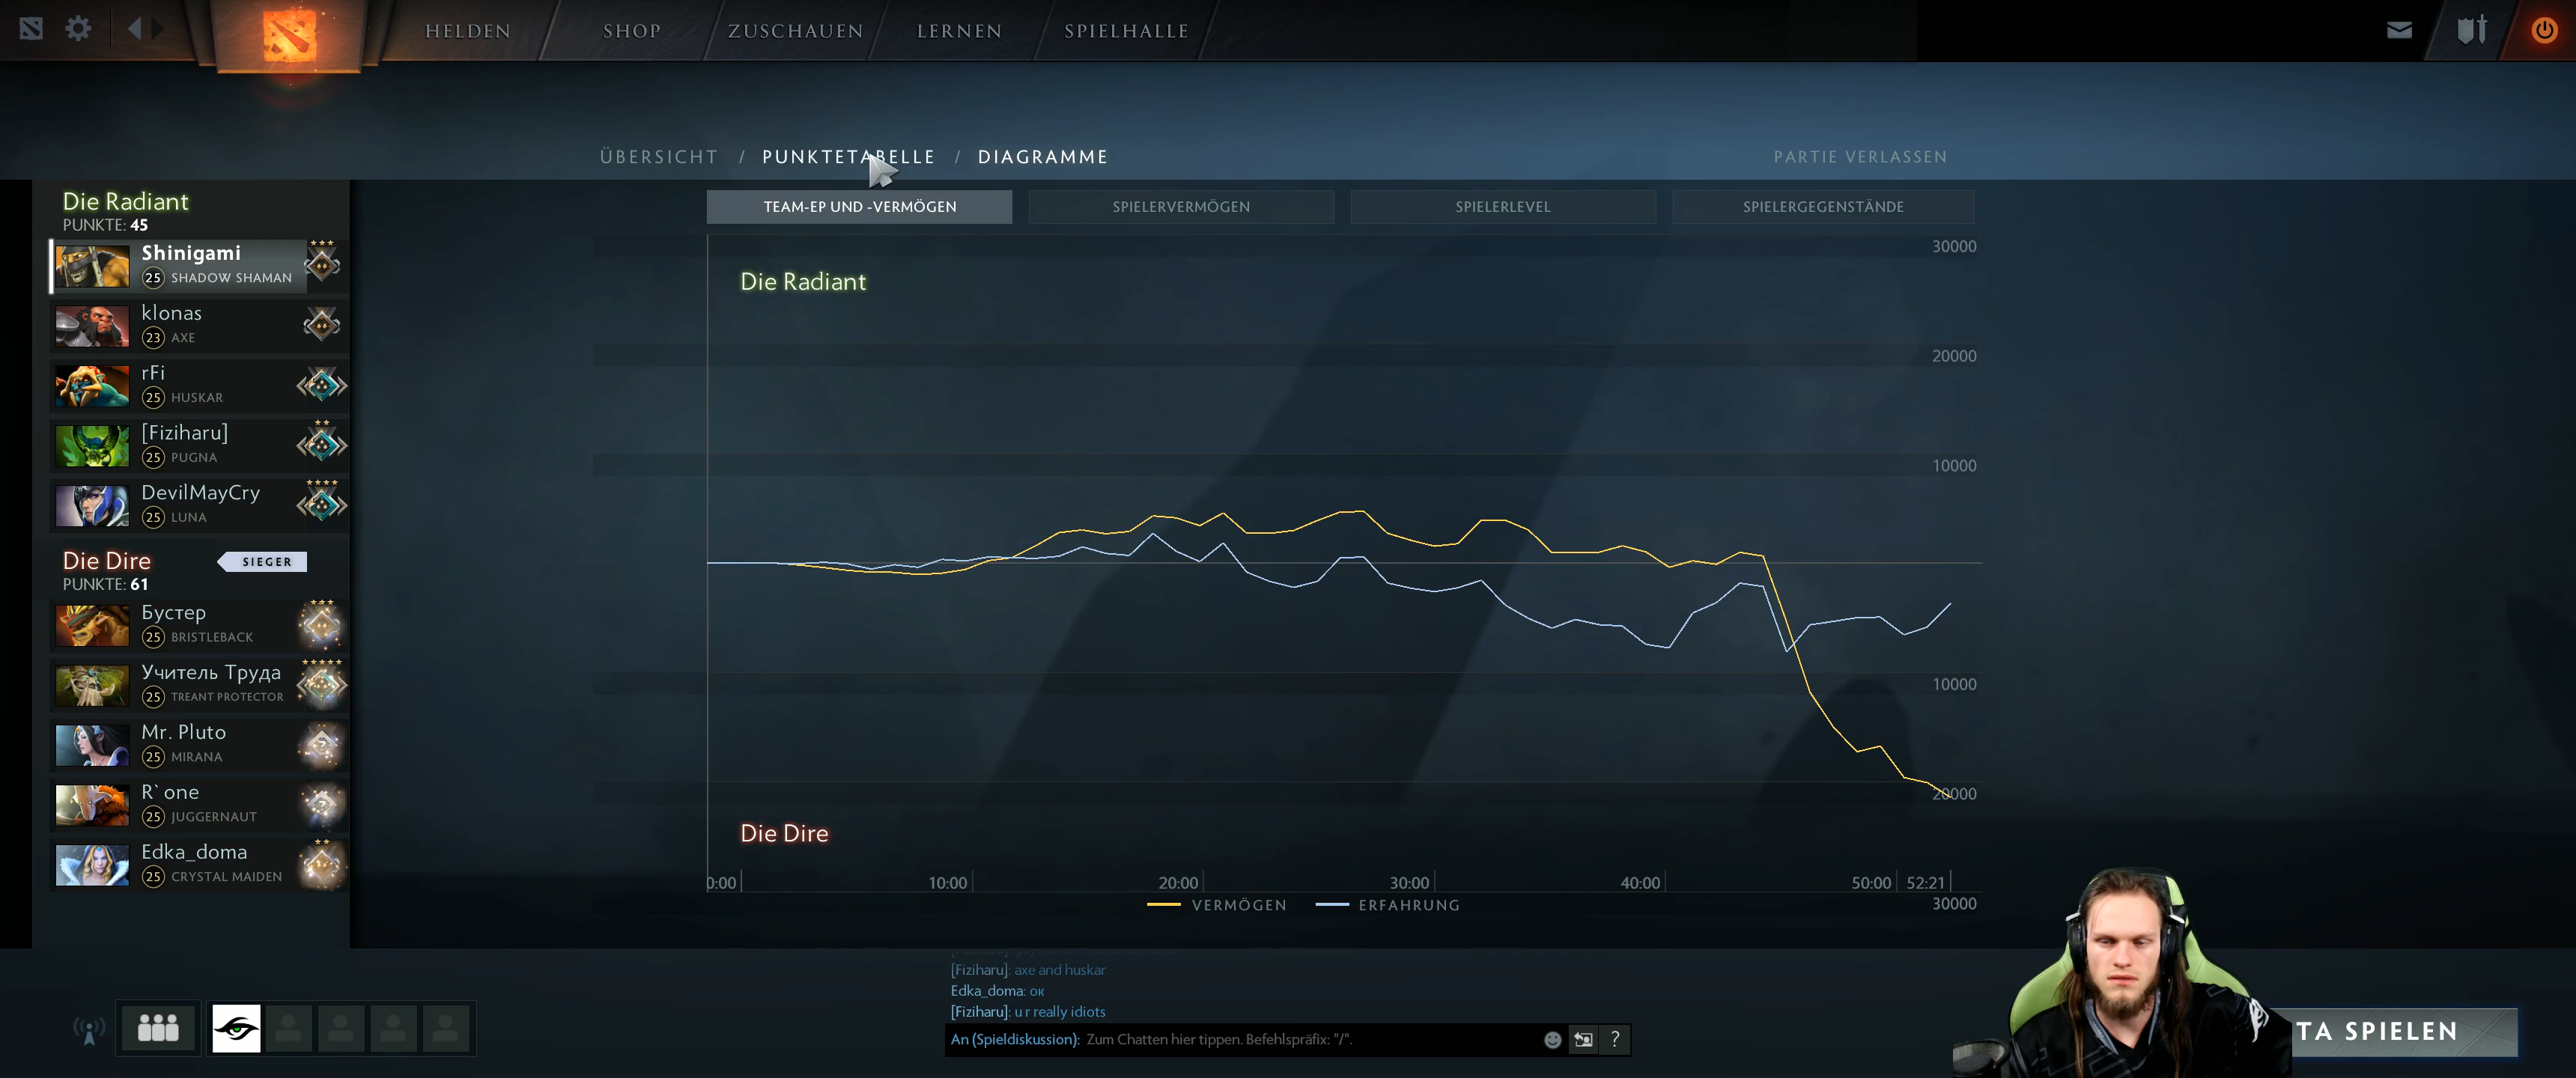 HELDEN
SHOP
ZUSCHAUEN
LERNEN
SPIELHALLE
ÜBERSICHT / PUNKTETABELLE / DIAGRAMME
PARTIE VERLASSEN
Die Radiant
PUNKTE: 45
Shinigami
25 SHADOW SHAMAN
klonas
23 AXE
rFi
25 HUSKAR
[Fiziharu]
25 PUGNA
DevilMayCry
25 LUNA
Die Dire
SIEGER
PUNKTE: 61
Бустер
25 BRISTLEBACK
Учитель Труда
25 TREANT PROTECTOR
Mr. Pluto
25 MIRANA
R`one
25 JUGGERNAUT
Edka_doma
25 CRYSTAL MAIDEN
TEAM-EP UND -VERMÖGEN
SPIELERVERMÖGEN
SPIELERLEVEL
SPIELERGEGENSTÄNDE
30000
Die Radiant
20000
10000
10000
20000
Die Dire
0:00
10:00
20:00
30:00
40:00
50:00
52:21
VERMÖGEN
ERFAHRUNG
30000
[Fiziharu]: axe and huskar
Edka_doma: ок
[Fiziharu]: u r really idiots
An (Spieldiskussion): Zum Chatten hier tippen. Befehlspräfix: "/".
?
TA SPIELEN